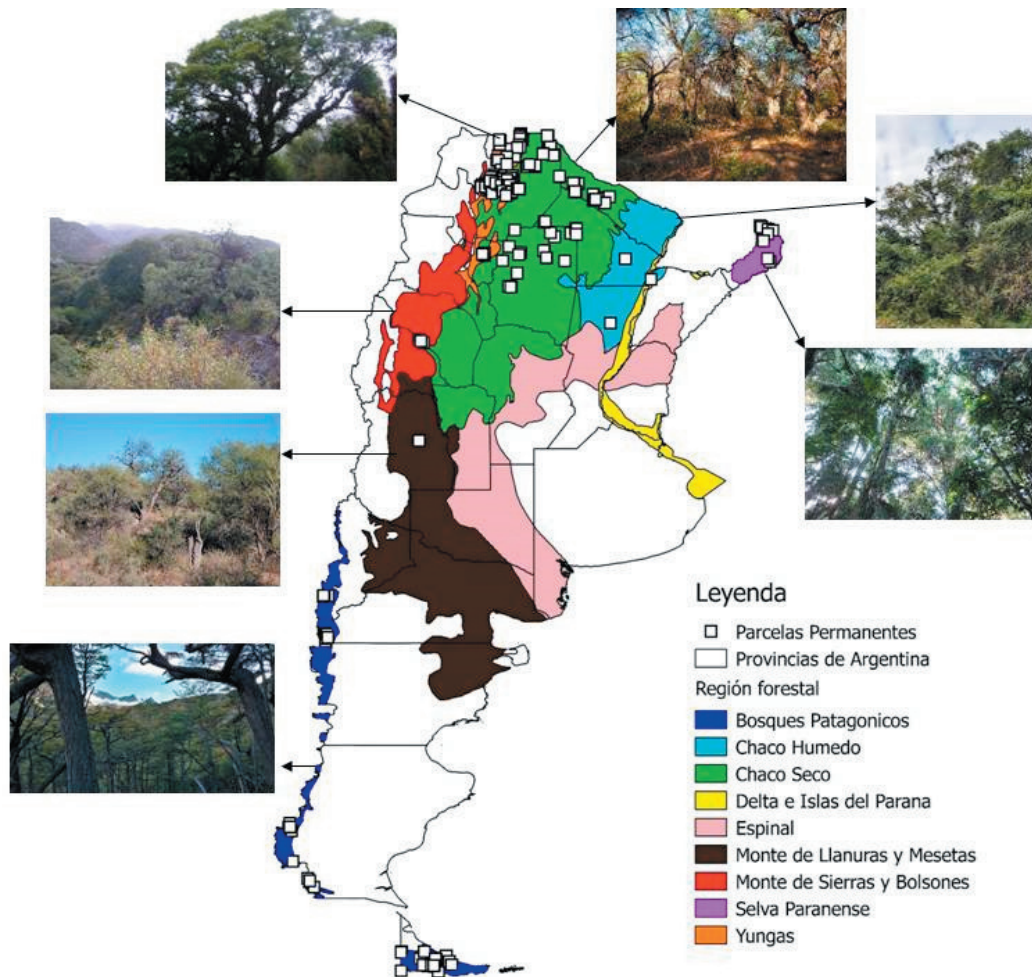 Leyenda
Parcelas Permanentes
Provincias de Argentina
Región forestal
Bosques Patagonicos
Chaco Humedo
Chaco Seco
Delta e Islas del Parana
Espinal
Monte de Llanuras y Mesetas
Monte de Sierras y Bolsones
Selva Paranense
Yungas